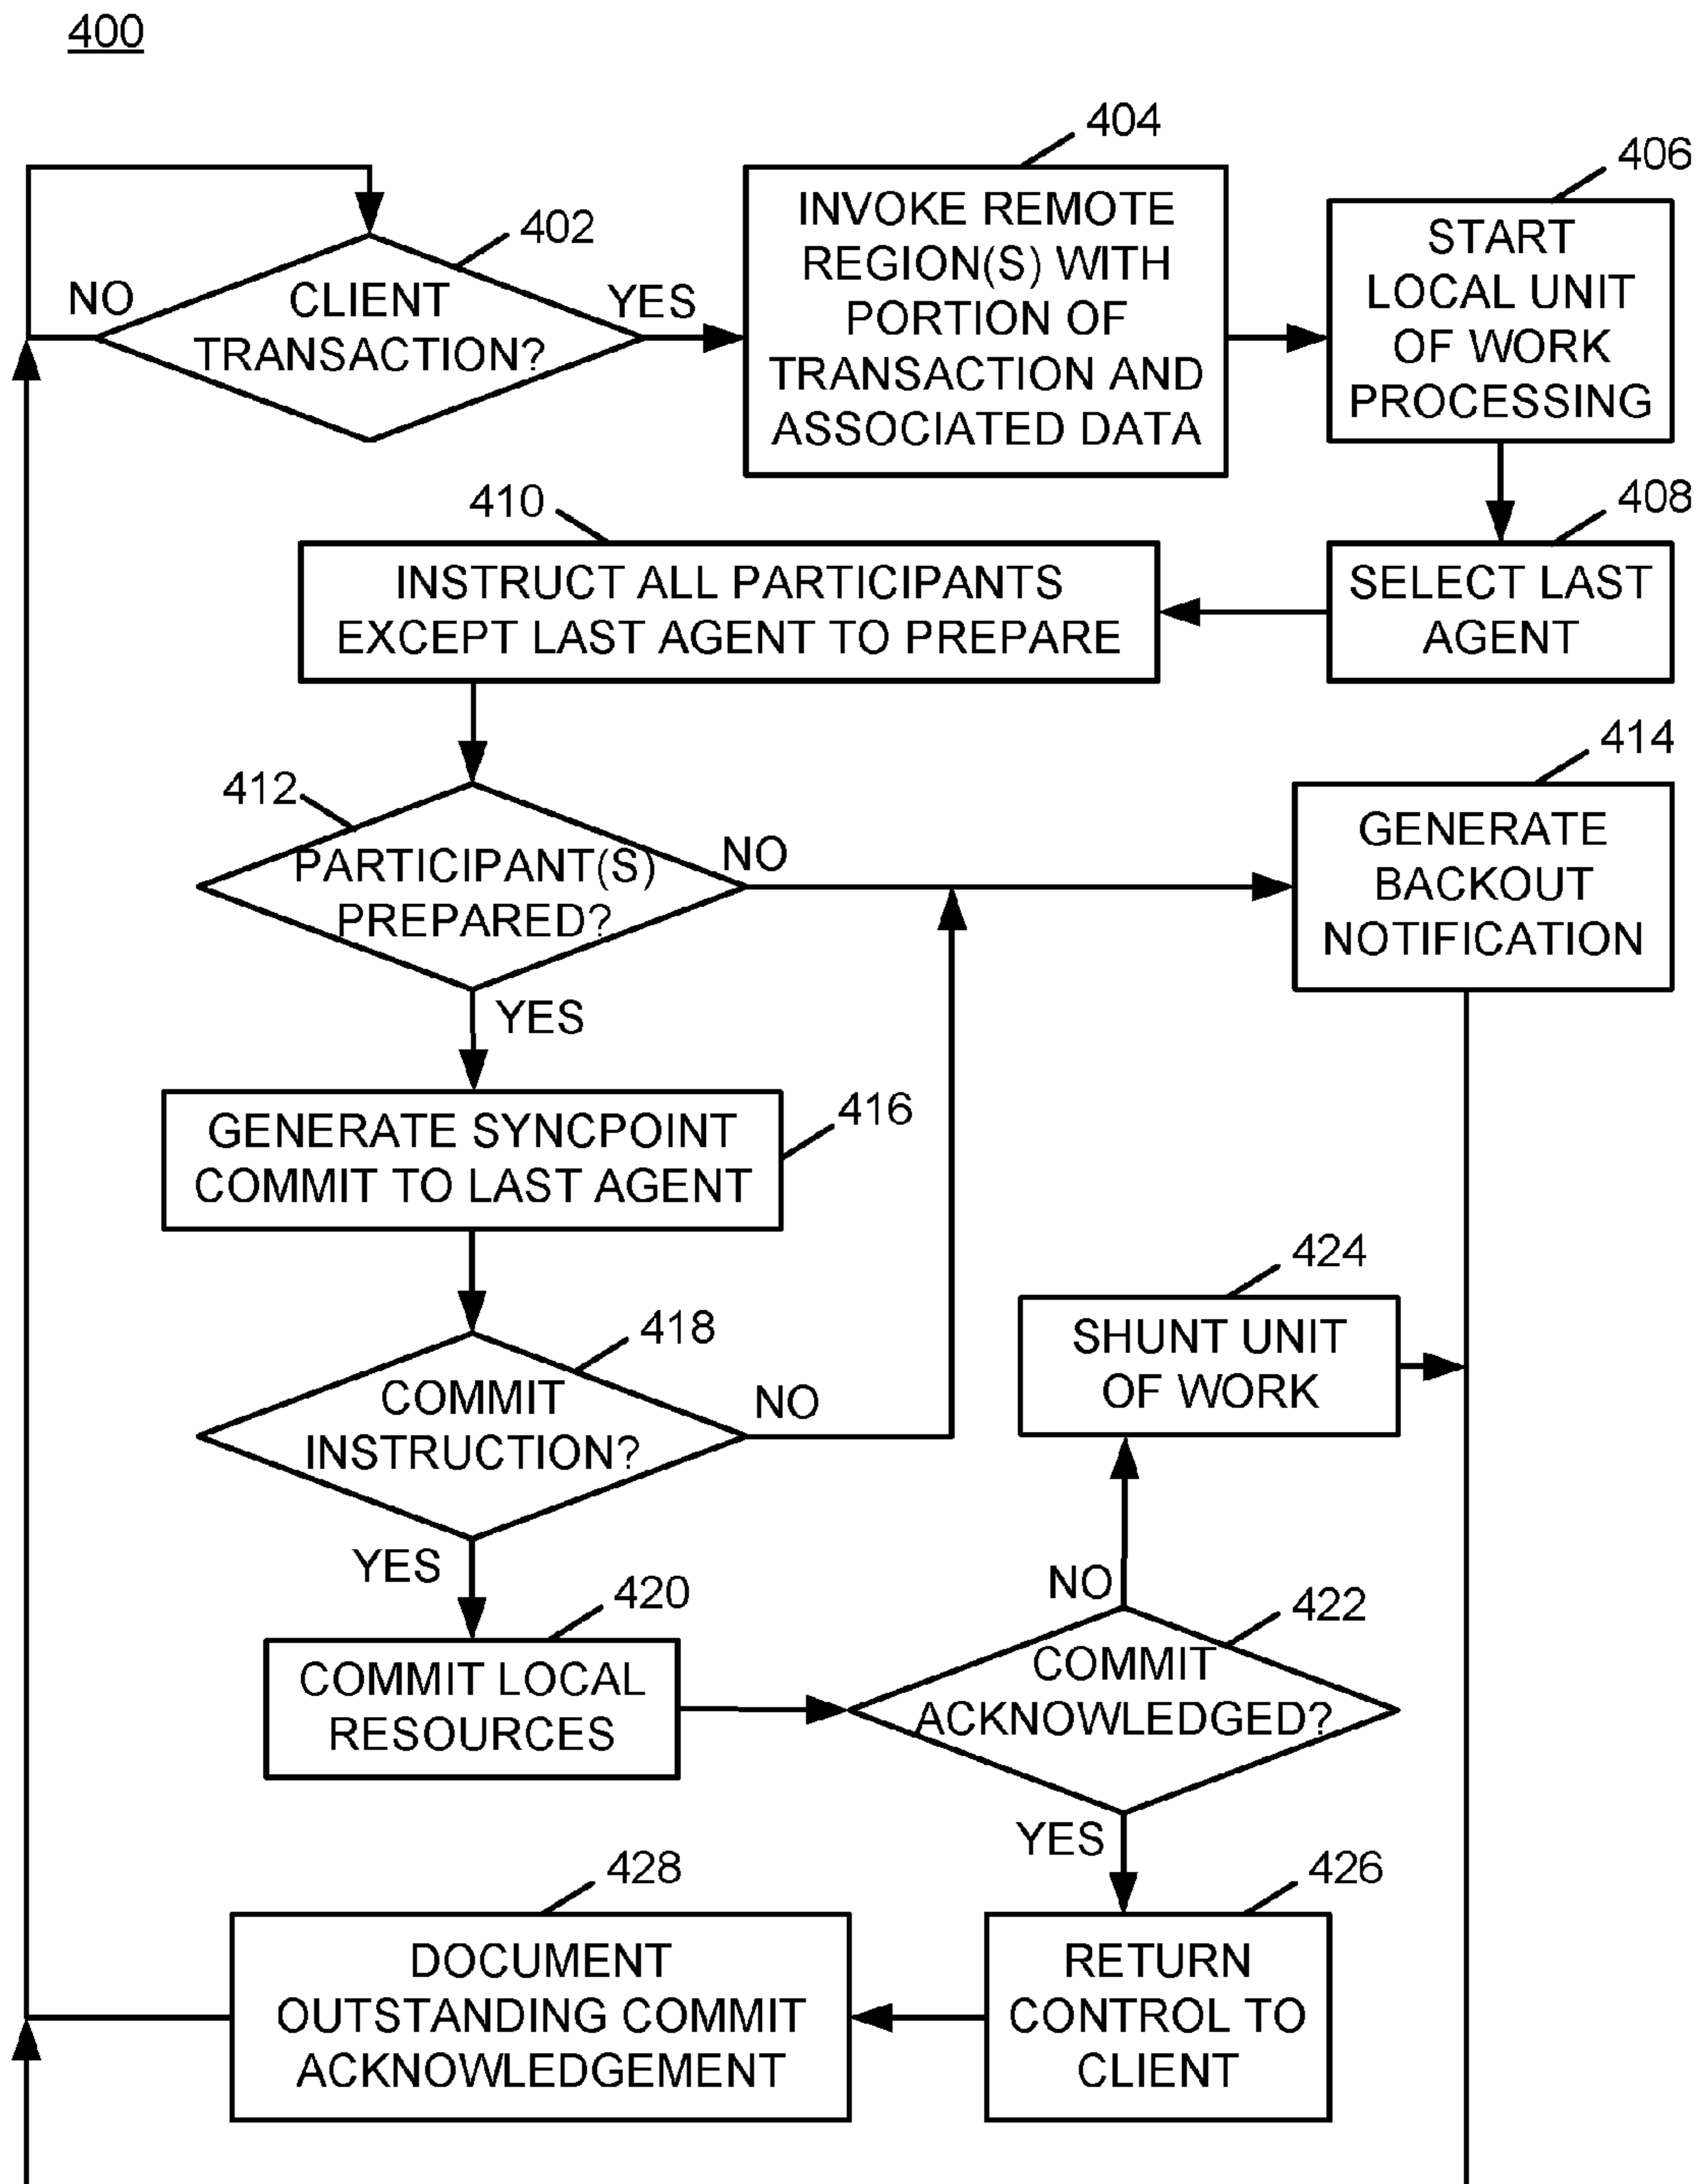 400
404
406
402
NO
CLIENT
TRANSACTION?
YES
INVOKE REMOTE
REGION(S) WITH
PORTION OF
TRANSACTION AND
ASSOCIATED DATA
START
LOCAL UNIT
OF WORK
PROCESSING
410
408
INSTRUCT ALL PARTICIPANTS
EXCEPT LAST AGENT TO PREPARE
SELECT LAST
AGENT
412
PARTICIPANT(S)
PREPARED?
NO
414
GENERATE
BACKOUT
NOTIFICATION
YES
416
GENERATE SYNCPOINT
COMMIT TO LAST AGENT
418
COMMIT
INSTRUCTION?
NO
424
SHUNT UNIT
OF WORK
YES
420
COMMIT LOCAL
RESOURCES
NO
422
COMMIT
ACKNOWLEDGED?
YES
428
426
DOCUMENT
OUTSTANDING COMMIT
ACKNOWLEDGEMENT
RETURN
CONTROL TO
CLIENT